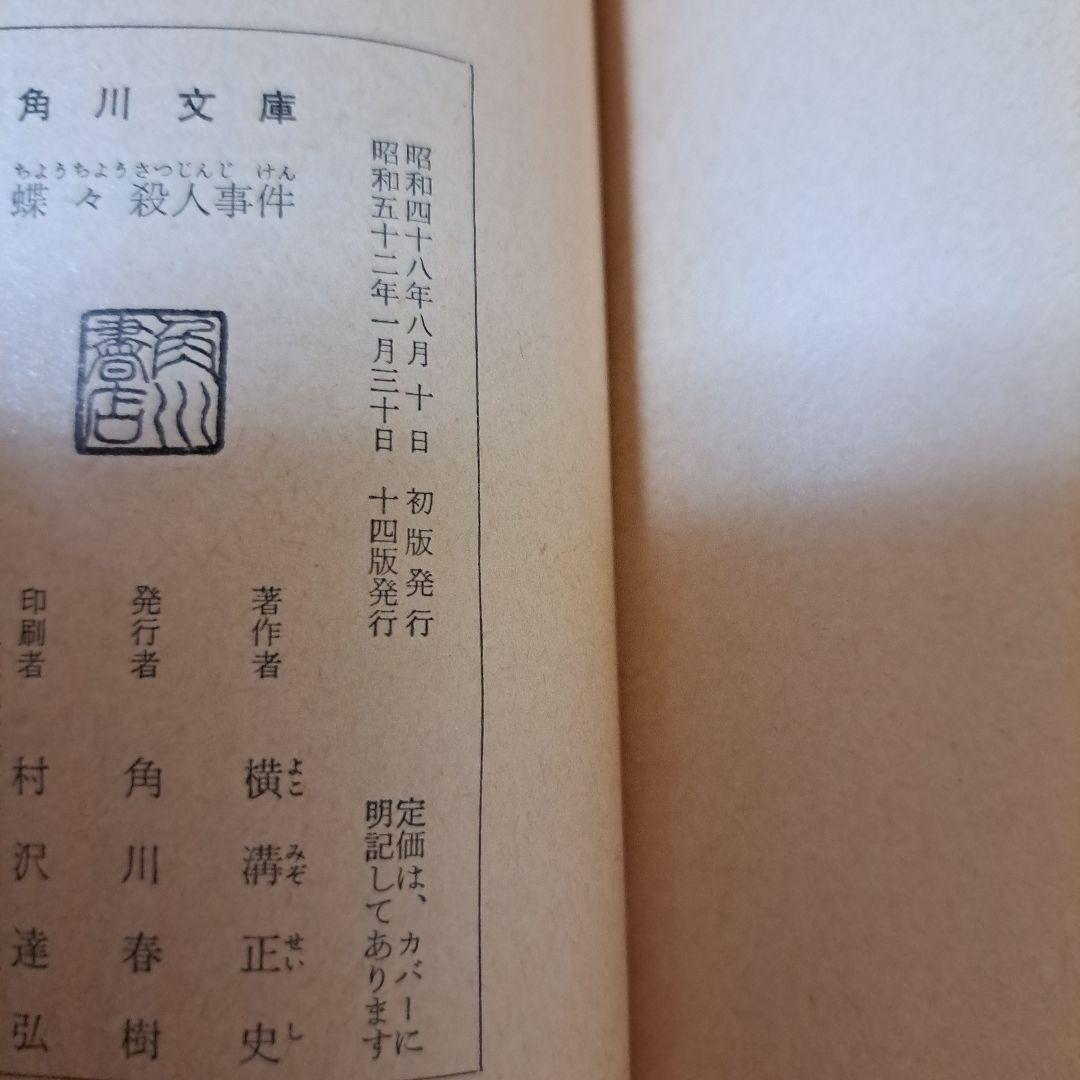 角川文庫
ちょうちょうさつじんじけん
蝶々殺人事件
角川書店
昭和四十八年八月十日 初版発行
昭和五十二年一月三十日 十四版発行
定価は、カバーに
明記してあります
著作者 横溝正史
よこみぞせいし
発行者 角川春樹
印刷者 村沢達弘